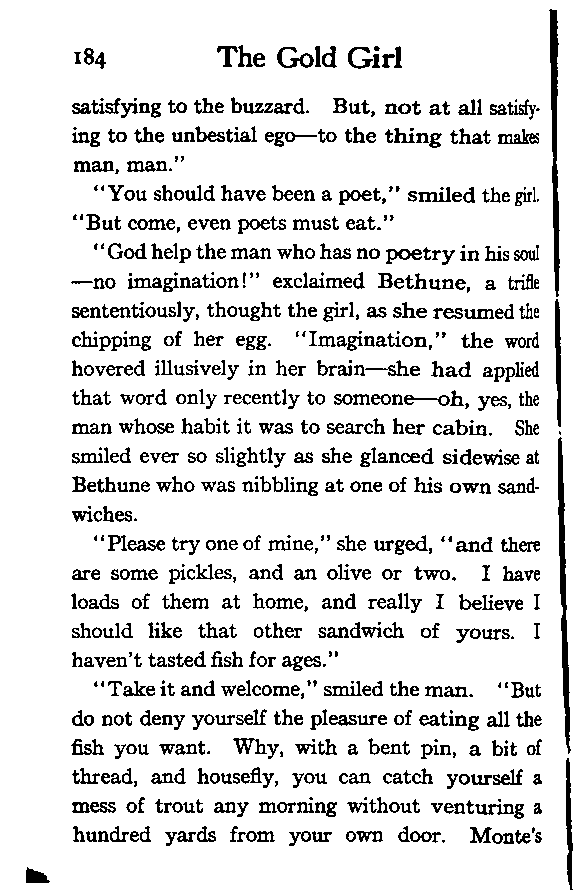 184 The Gold Girl
satisfying to the buzzard. But, not at all satisfy-
ing to the unbestial ego—to the thing that makes
man, man."
"You should have been a poet," smiled the girl.
"But come, even poets must eat."
"God help the man who has no poetry in his soul
—no imagination!" exclaimed Bethune, a trifle
sententiously, thought the girl, as she resumed the
chipping of her egg. "Imagination," the word
hovered illusively in her brain—she had applied
that word only recently to someone—oh, yes, the
man whose habit it was to search her cabin. She
smiled ever so slightly as she glanced sidewise at
Bethune who was nibbling at one of his own sand-
wiches.
"Please try one of mine," she urged, "and there
are some pickles, and an olive or two. I have
loads of them at home, and really I believe I
should like that other sandwich of yours. I
haven't tasted fish for ages."
"Take it and welcome," smiled the man. "But
do not deny yourself the pleasure of eating all the
fish you want. Why, with a bent pin, a bit of
thread, and housefly, you can catch yourself a
mess of trout any morning without venturing a
hundred yards from your own door. Monte's